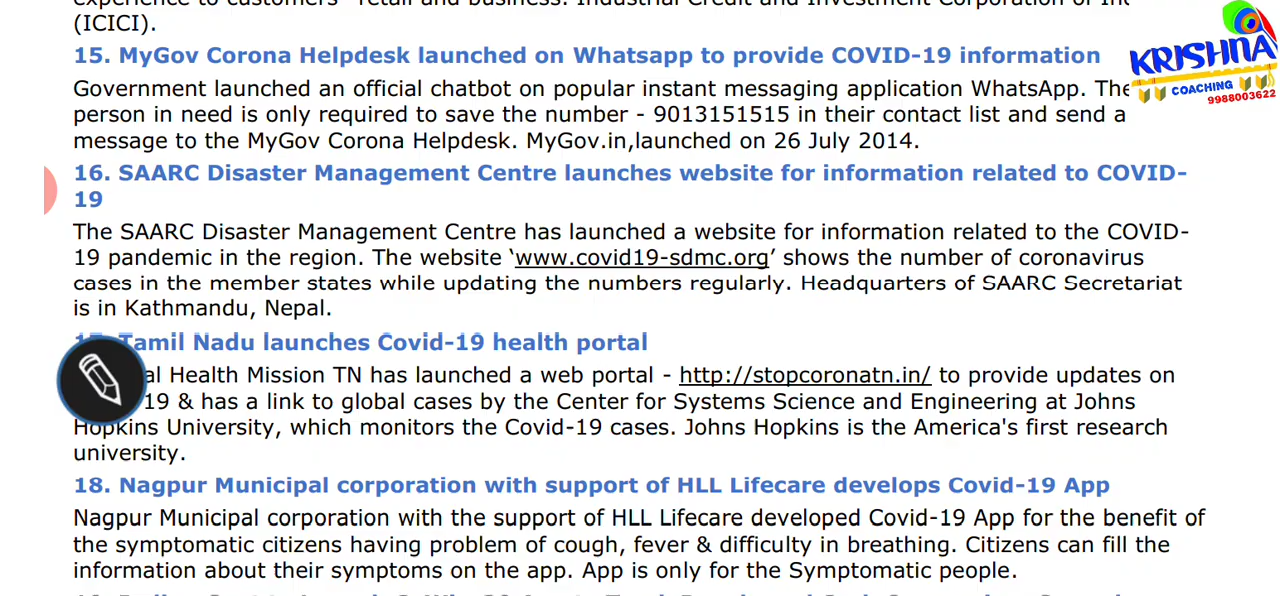 (ICICI).
15. MyGov Corona Helpdesk launched on Whatsapp to provide COVID-19 information
KRISHNA
COACHING
9988003622
Government launched an official chatbot on popular instant messaging application WhatsApp. The
person in need is only required to save the number - 9013151515 in their contact list and send a
message to the MyGov Corona Helpdesk. MyGov.in,launched on 26 July 2014.
16. SAARC Disaster Management Centre launches website for information related to COVID-
19
The SAARC Disaster Management Centre has launched a website for information related to the COVID-
19 pandemic in the region. The website ‘www.covid19-sdmc.org’ shows the number of coronavirus
cases in the member states while updating the numbers regularly. Headquarters of SAARC Secretariat
is in Kathmandu, Nepal.
17. Tamil Nadu launches Covid-19 health portal
al Health Mission TN has launched a web portal - http://stopcoronatn.in/ to provide updates on
19 & has a link to global cases by the Center for Systems Science and Engineering at Johns
Hopkins University, which monitors the Covid-19 cases. Johns Hopkins is the America's first research
university.
18. Nagpur Municipal corporation with support of HLL Lifecare develops Covid-19 App
Nagpur Municipal corporation with the support of HLL Lifecare developed Covid-19 App for the benefit of
the symptomatic citizens having problem of cough, fever & difficulty in breathing. Citizens can fill the
information about their symptoms on the app. App is only for the Symptomatic people.